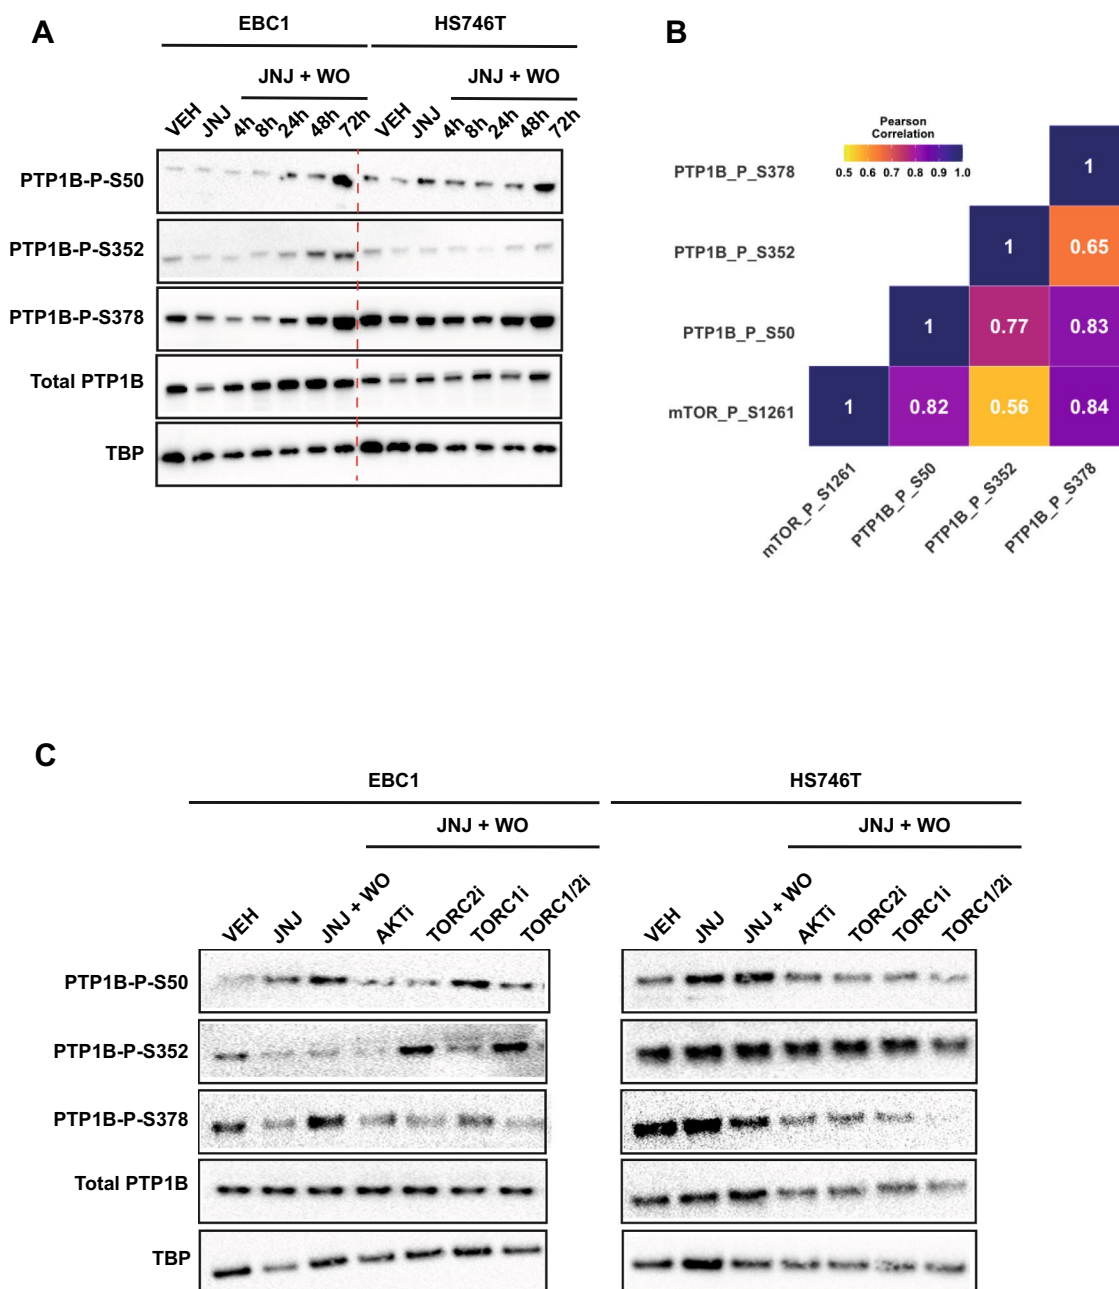 A
EBC1
HS746T
JNJ + WO
JNJ + WO
VEH
JNJ
4h
8h
24h
48h
72h
VEH
JNJ
4h
8h
24h
48h
72h
PTP1B-P-S50
PTP1B-P-S352
PTP1B-P-S378
Total PTP1B
TBP
B
Pearson
Correlation
0.5 0.6 0.7 0.8 0.9 1.0
PTP1B_P_S378
1
PTP1B_P_S352
1 0.65
PTP1B_P_S50
1 0.77 0.83
mTOR_P_S1261
1 0.82 0.56 0.84
mTOR_P_S1261
PTP1B_P_S50
PTP1B_P_S352
PTP1B_P_S378
C
EBC1
JNJ + WO
VEH
JNJ
JNJ + WO
AKTi
TORC2i
TORC1i
TORC1/2i
HS746T
JNJ + WO
VEH
JNJ
JNJ + WO
AKTi
TORC2i
TORC1i
TORC1/2i
PTP1B-P-S50
PTP1B-P-S352
PTP1B-P-S378
Total PTP1B
TBP